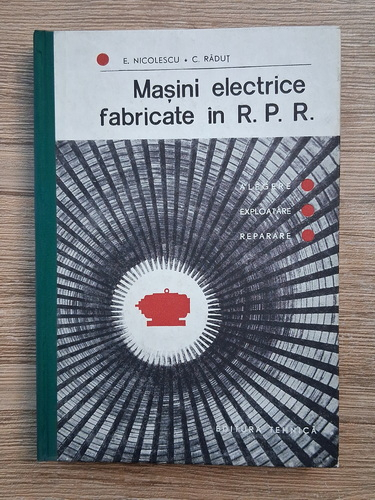 E. NICOLESCU • C. RĂDUȚ
Mașini electrice
fabricate in R. P. R.
ALEGERE
EXPLOATARE
REPARARE
EDITURA TEHNICĂ